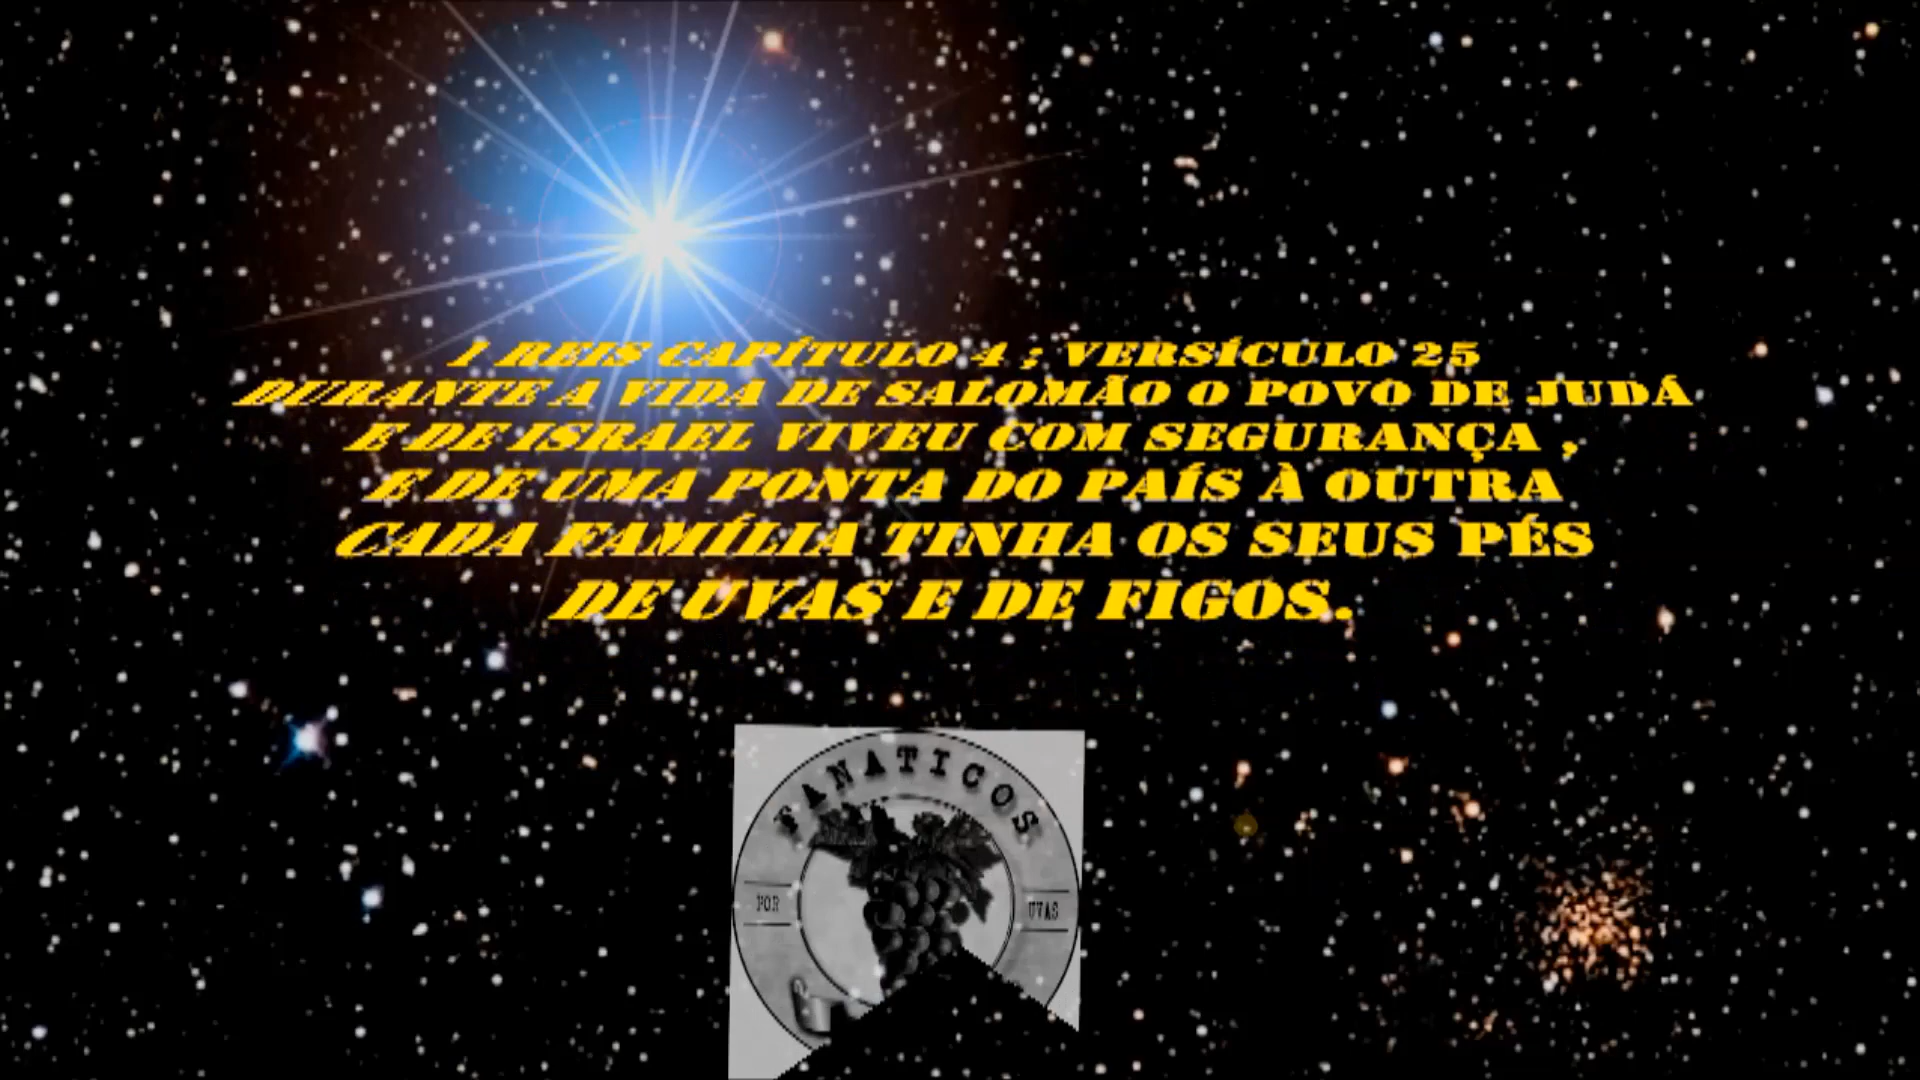 1 REIS CAPÍTULO 4 ; VERSÍCULO 25
DURANTE A VIDA DE SALOMÃO O POVO DE JUDÁ
E DE ISRAEL VIVEU COM SEGURANÇA ,
E DE UMA PONTA DO PAÍS À OUTRA
CADA FAMÍLIA TINHA OS SEUS PÉS
DE UVAS E DE FIGOS.
FANATICOS
POR
UVAS